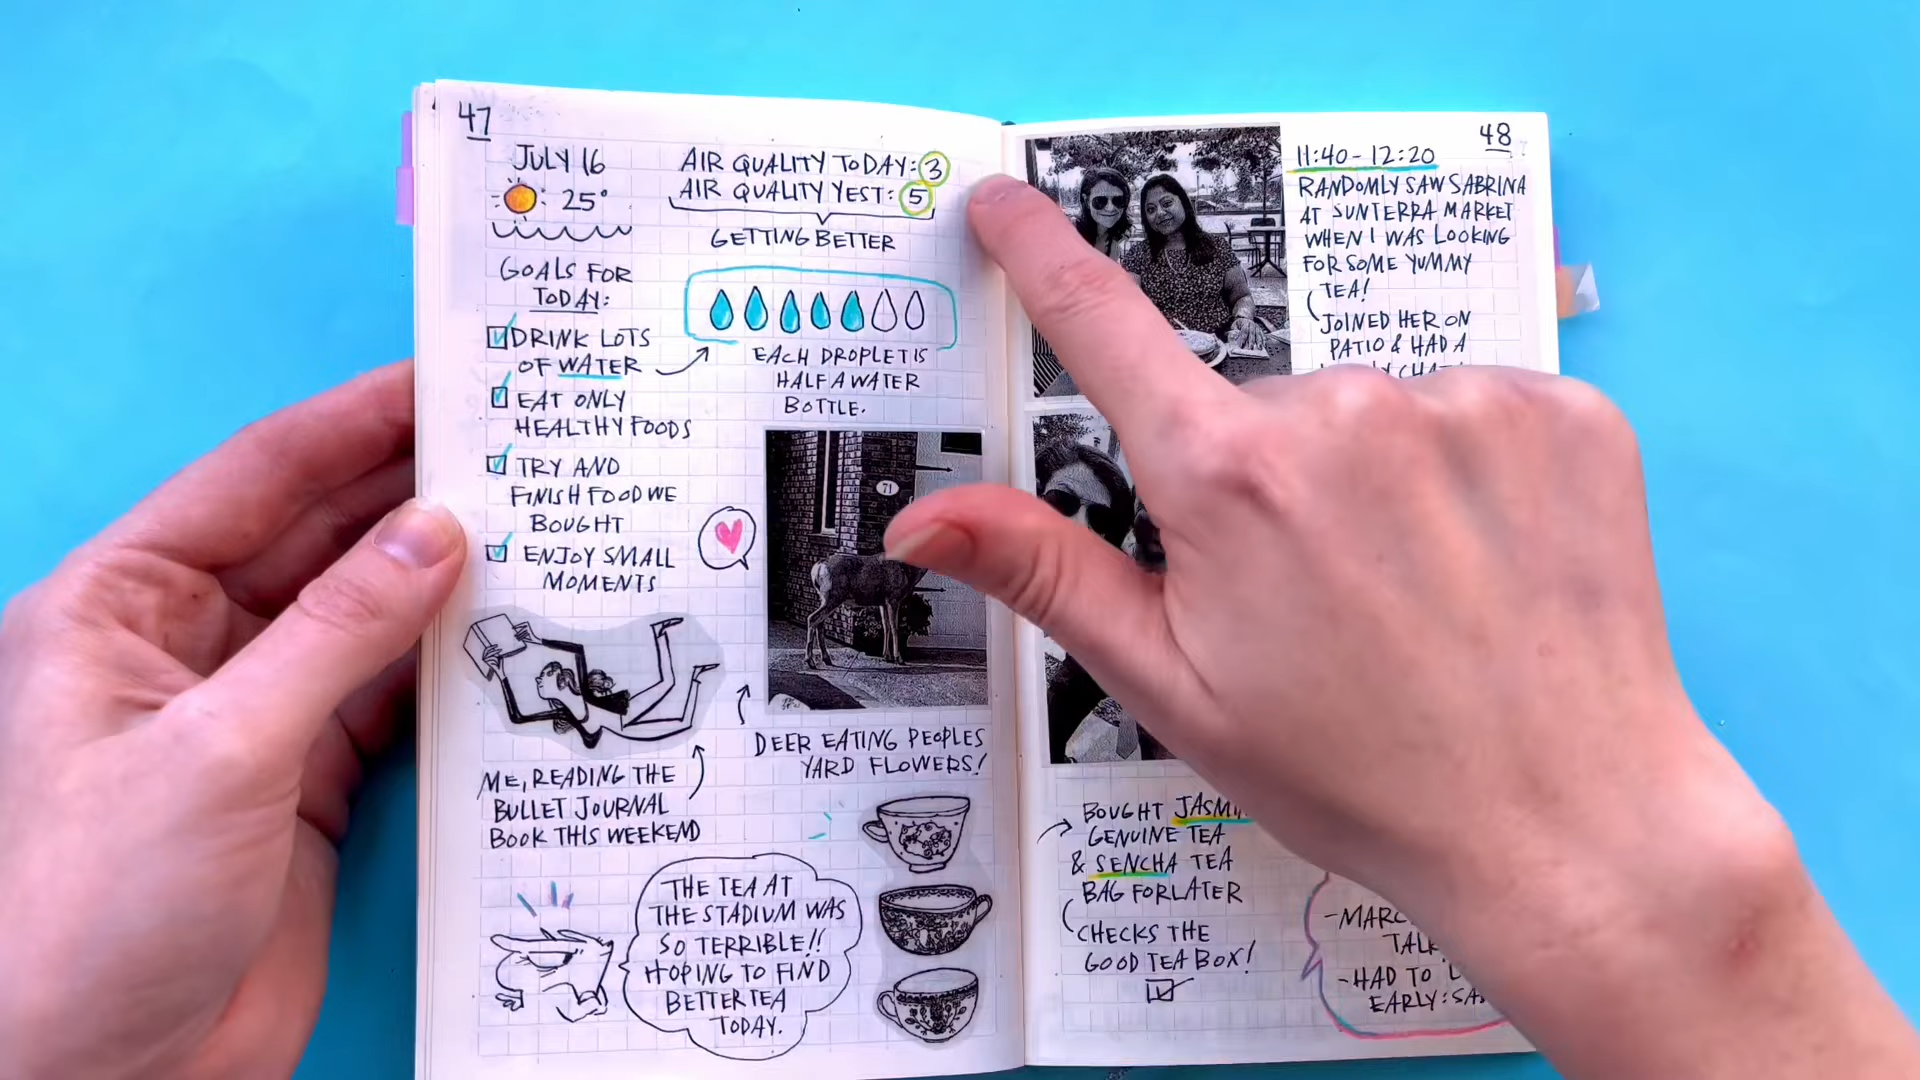 47
JULY 16
25°
AIR QUALITY TODAY: 3
AIR QUALITY YEST: 5
GETTING BETTER
GOALS FOR
TODAY:
DRINK LOTS
OF WATER
EAT ONLY
HEALTHY FOODS
TRY AND
FINISH FOOD WE
BOUGHT
ENJOY SMALL
MOMENTS
EACH DROPLET IS
HALF A WATER
BOTTLE.
71
DEER EATING PEOPLES
YARD FLOWERS!
ME, READING THE
BULLET JOURNAL
BOOK THIS WEEKEND
THE TEA AT
THE STADIUM WAS
SO TERRIBLE!!
HOPING TO FIND
BETTER TEA
TODAY.
48
11:40-12:20
RANDOMLY SAW SABRINA
AT SUNTERRA MARKET
WHEN I WAS LOOKING
FOR SOME YUMMY
TEA!
JOINED HER ON
PATIO & HAD A
BOUGHT
GENUINE TEA
& SENCHA TEA
BAG FOR LATER
CHECKS THE
GOOD TEA BOX!
-HAD TO
EARLY: